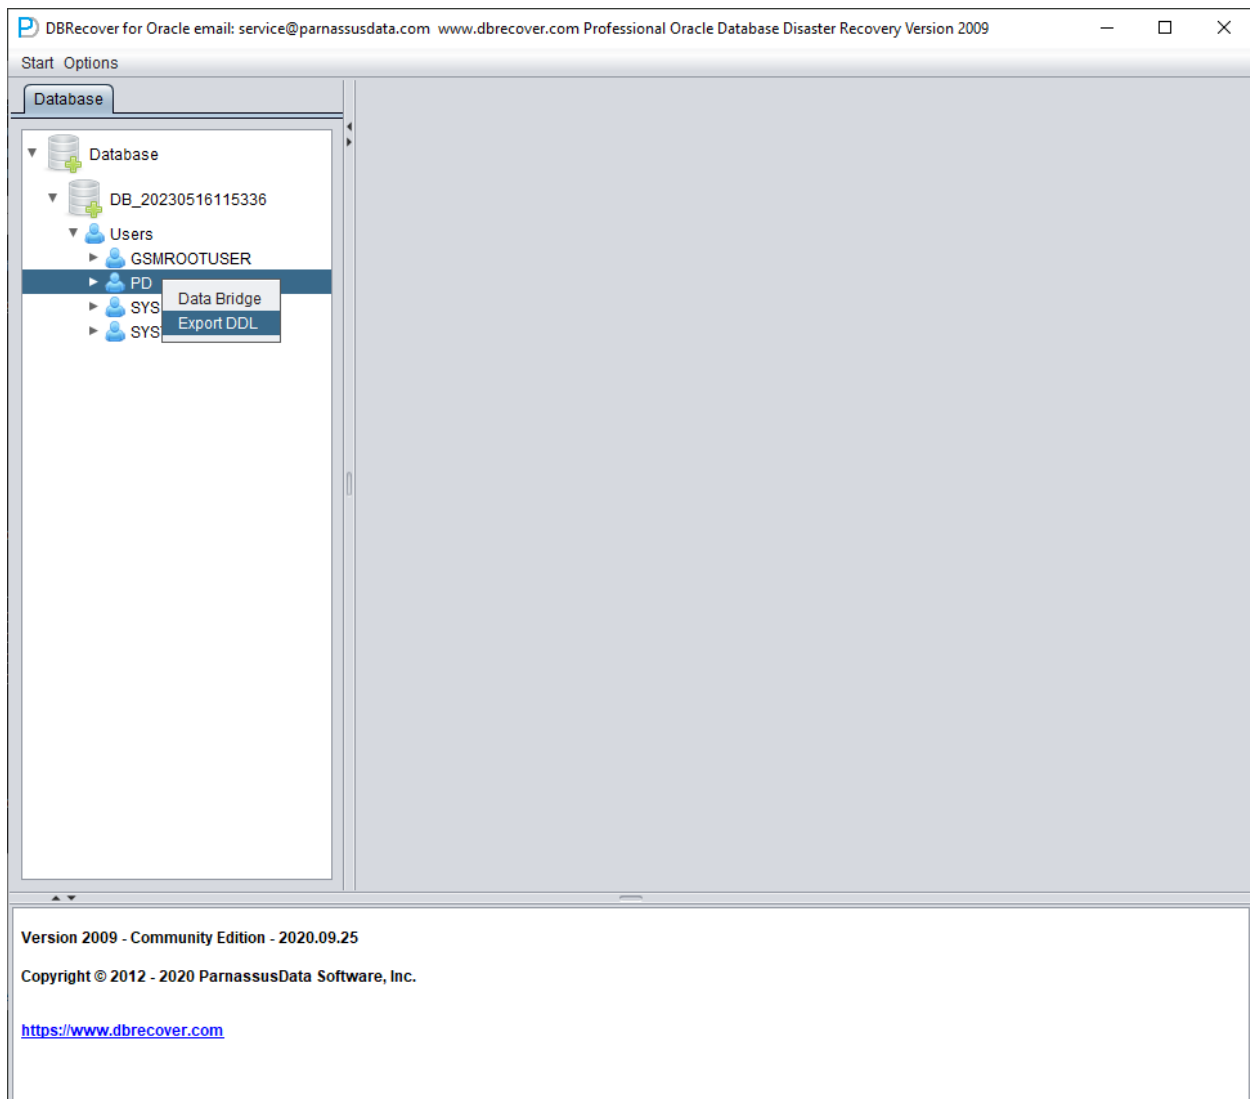 DBRecover for Oracle email: service@parnassusdata.com www.dbrecover.com Professional Oracle Database Disaster Recovery Version 2009
Start Options
Database
Database
DB_20230516115336
Users
GSMROOTUSER
PD
Data Bridge
SYS
Export DDL
SYS
Version 2009 - Community Edition - 2020.09.25
Copyright © 2012 - 2020 ParnassusData Software, Inc.
https://www.dbrecover.com